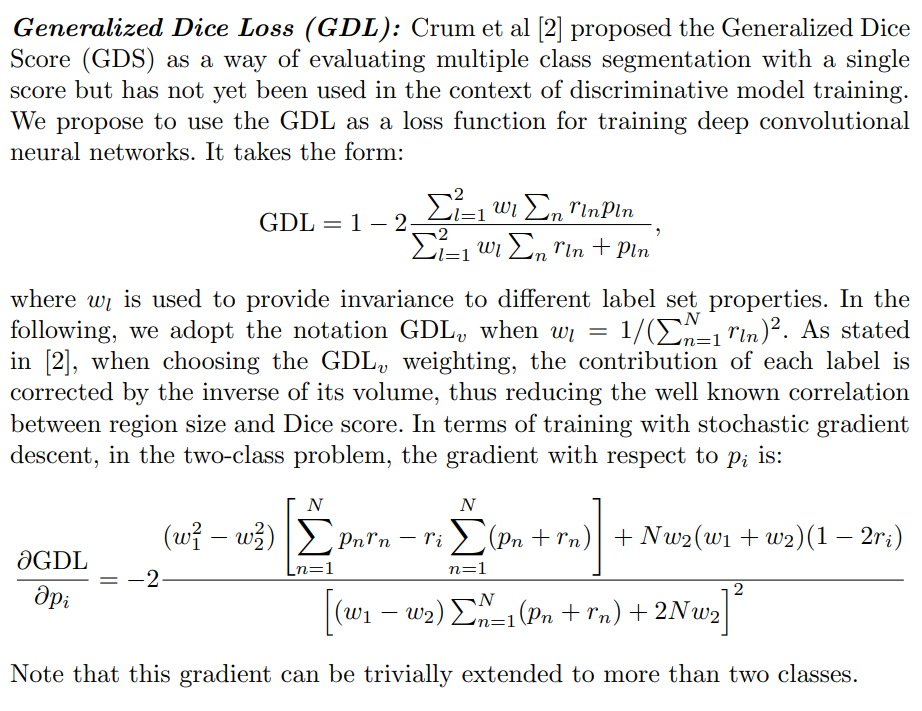 Generalized Dice Loss (GDL): Crum et al [2] proposed the Generalized Dice
Score (GDS) as a way of evaluating multiple class segmentation with a single
score but has not yet been used in the context of discriminative model training.
We propose to use the GDL as a loss function for training deep convolutional
neural networks. It takes the form:
GDL = 1 − 2 \frac{\sum_{l=1}^{2} w_l \sum_n r_{ln} p_{ln}}{\sum_{l=1}^{2} w_l \sum_n r_{ln} + p_{ln}},
where w_l is used to provide invariance to different label set properties. In the
following, we adopt the notation GDL_v when w_l = 1/(\sum_{n=1}^{N} r_{ln})^2. As stated
in [2], when choosing the GDL_v weighting, the contribution of each label is
corrected by the inverse of its volume, thus reducing the well known correlation
between region size and Dice score. In terms of training with stochastic gradient
descent, in the two-class problem, the gradient with respect to p_i is:
\frac{\partial GDL}{\partial p_i} = −2 \frac{(w_1^2 − w_2^2) \left[ \sum_{n=1}^{N} p_n r_n − r_i \sum_{n=1}^{N} (p_n + r_n) \right] + N w_2 (w_1 + w_2)(1 − 2r_i)}{\left[ (w_1 − w_2) \sum_{n=1}^{N} (p_n + r_n) + 2N w_2 \right]^2}
Note that this gradient can be trivially extended to more than two classes.